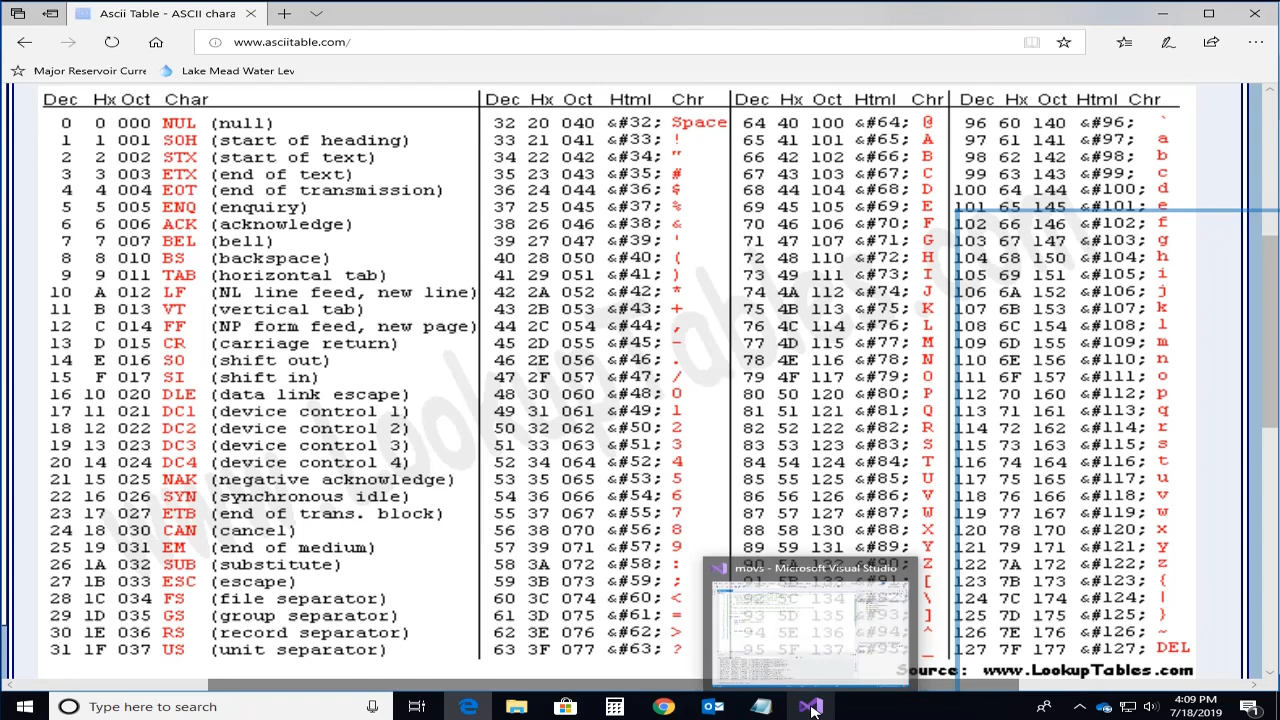 Ascii Table - ASCII chara
www.asciitable.com/
Major Reservoir Curre
Lake Mead Water Lev
Dec Hx Oct Char Dec Hx Oct Html Chr Dec Hx Oct Html Chr Dec Hx Oct Html Chr
0 0 000 NUL (null) 32 20 040 &#32; Space 64 40 100 &#64; @ 96 60 140 &#96; `
1 1 001 SOH (start of heading) 33 21 041 &#33; ! 65 41 101 &#65; A 97 61 141 &#97; a
2 2 002 STX (start of text) 34 22 042 &#34; " 66 42 102 &#66; B 98 62 142 &#98; b
3 3 003 ETX (end of text) 35 23 043 &#35; # 67 43 103 &#67; C 99 63 143 &#99; c
4 4 004 EOT (end of transmission) 36 24 044 &#36; $ 68 44 104 &#68; D 100 64 144 &#100; d
5 5 005 ENQ (enquiry) 37 25 045 &#37; % 69 45 105 &#69; E 101 65 145 &#101; e
6 6 006 ACK (acknowledge) 38 26 046 &#38; & 70 46 106 &#70; F 102 66 146 &#102; f
7 7 007 BEL (bell) 39 27 047 &#39; ' 71 47 107 &#71; G 103 67 147 &#103; g
8 8 010 BS (backspace) 40 28 050 &#40; ( 72 48 110 &#72; H 104 68 150 &#104; h
9 9 011 TAB (horizontal tab) 41 29 051 &#41; ) 73 49 111 &#73; I 105 69 151 &#105; i
10 A 012 LF (NL line feed, new line) 42 2A 052 &#42; * 74 4A 112 &#74; J 106 6A 152 &#106; j
11 B 013 VT (vertical tab) 43 2B 053 &#43; + 75 4B 113 &#75; K 107 6B 153 &#107; k
12 C 014 FF (NP form feed, new page) 44 2C 054 &#44; , 76 4C 114 &#76; L 108 6C 154 &#108; l
13 D 015 CR (carriage return) 45 2D 055 &#45; - 77 4D 115 &#77; M 109 6D 155 &#109; m
14 E 016 SO (shift out) 46 2E 056 &#46; . 78 4E 116 &#78; N 110 6E 156 &#110; n
15 F 017 SI (shift in) 47 2F 057 &#47; / 79 4F 117 &#79; O 111 6F 157 &#111; o
16 10 020 DLE (data link escape) 48 30 060 &#48; 0 80 50 120 &#80; P 112 70 160 &#112; p
17 11 021 DC1 (device control 1) 49 31 061 &#49; 1 81 51 121 &#81; Q 113 71 161 &#113; q
18 12 022 DC2 (device control 2) 50 32 062 &#50; 2 82 52 122 &#82; R 114 72 162 &#114; r
19 13 023 DC3 (device control 3) 51 33 063 &#51; 3 83 53 123 &#83; S 115 73 163 &#115; s
20 14 024 DC4 (device control 4) 52 34 064 &#52; 4 84 54 124 &#84; T 116 74 164 &#116; t
21 15 025 NAK (negative acknowledge) 53 35 065 &#53; 5 85 55 125 &#85; U 117 75 165 &#117; u
22 16 026 SYN (synchronous idle) 54 36 066 &#54; 6 86 56 126 &#86; V 118 76 166 &#118; v
23 17 027 ETB (end of trans. block) 55 37 067 &#55; 7 87 57 127 &#87; W 119 77 167 &#119; w
24 18 030 CAN (cancel) 56 38 070 &#56; 8 88 58 130 &#88; X 120 78 170 &#120; x
25 19 031 EM (end of medium) 57 39 071 &#57; 9 89 59 131 &#89; Y 121 79 171 &#121; y
26 1A 032 SUB (substitute) 58 3A 072 &#58; : 90 5A 132 &#90; Z 122 7A 172 &#122; z
27 1B 033 ESC (escape) 59 3B 073 &#59; ; 91 5B 133 &#91; [ 123 7B 173 &#123; {
28 1C 034 FS (file separator) 60 3C 074 &#60; < 92 5C 134 &#92; \ 124 7C 174 &#124; |
29 1D 035 GS (group separator) 61 3D 075 &#61; = 93 5D 135 &#93; ] 125 7D 175 &#125; }
30 1E 036 RS (record separator) 62 3E 076 &#62; > 94 5E 136 &#94; ^ 126 7E 176 &#126; ~
31 1F 037 US (unit separator) 63 3F 077 &#63; ? 95 5F 137 &#95; _ 127 7F 177 &#127; DEL
www.LookupTables.com
movs - Microsoft Visual Studio
Source: www.LookupTables.com
Type here to search
4:09 PM
7/18/2019
1